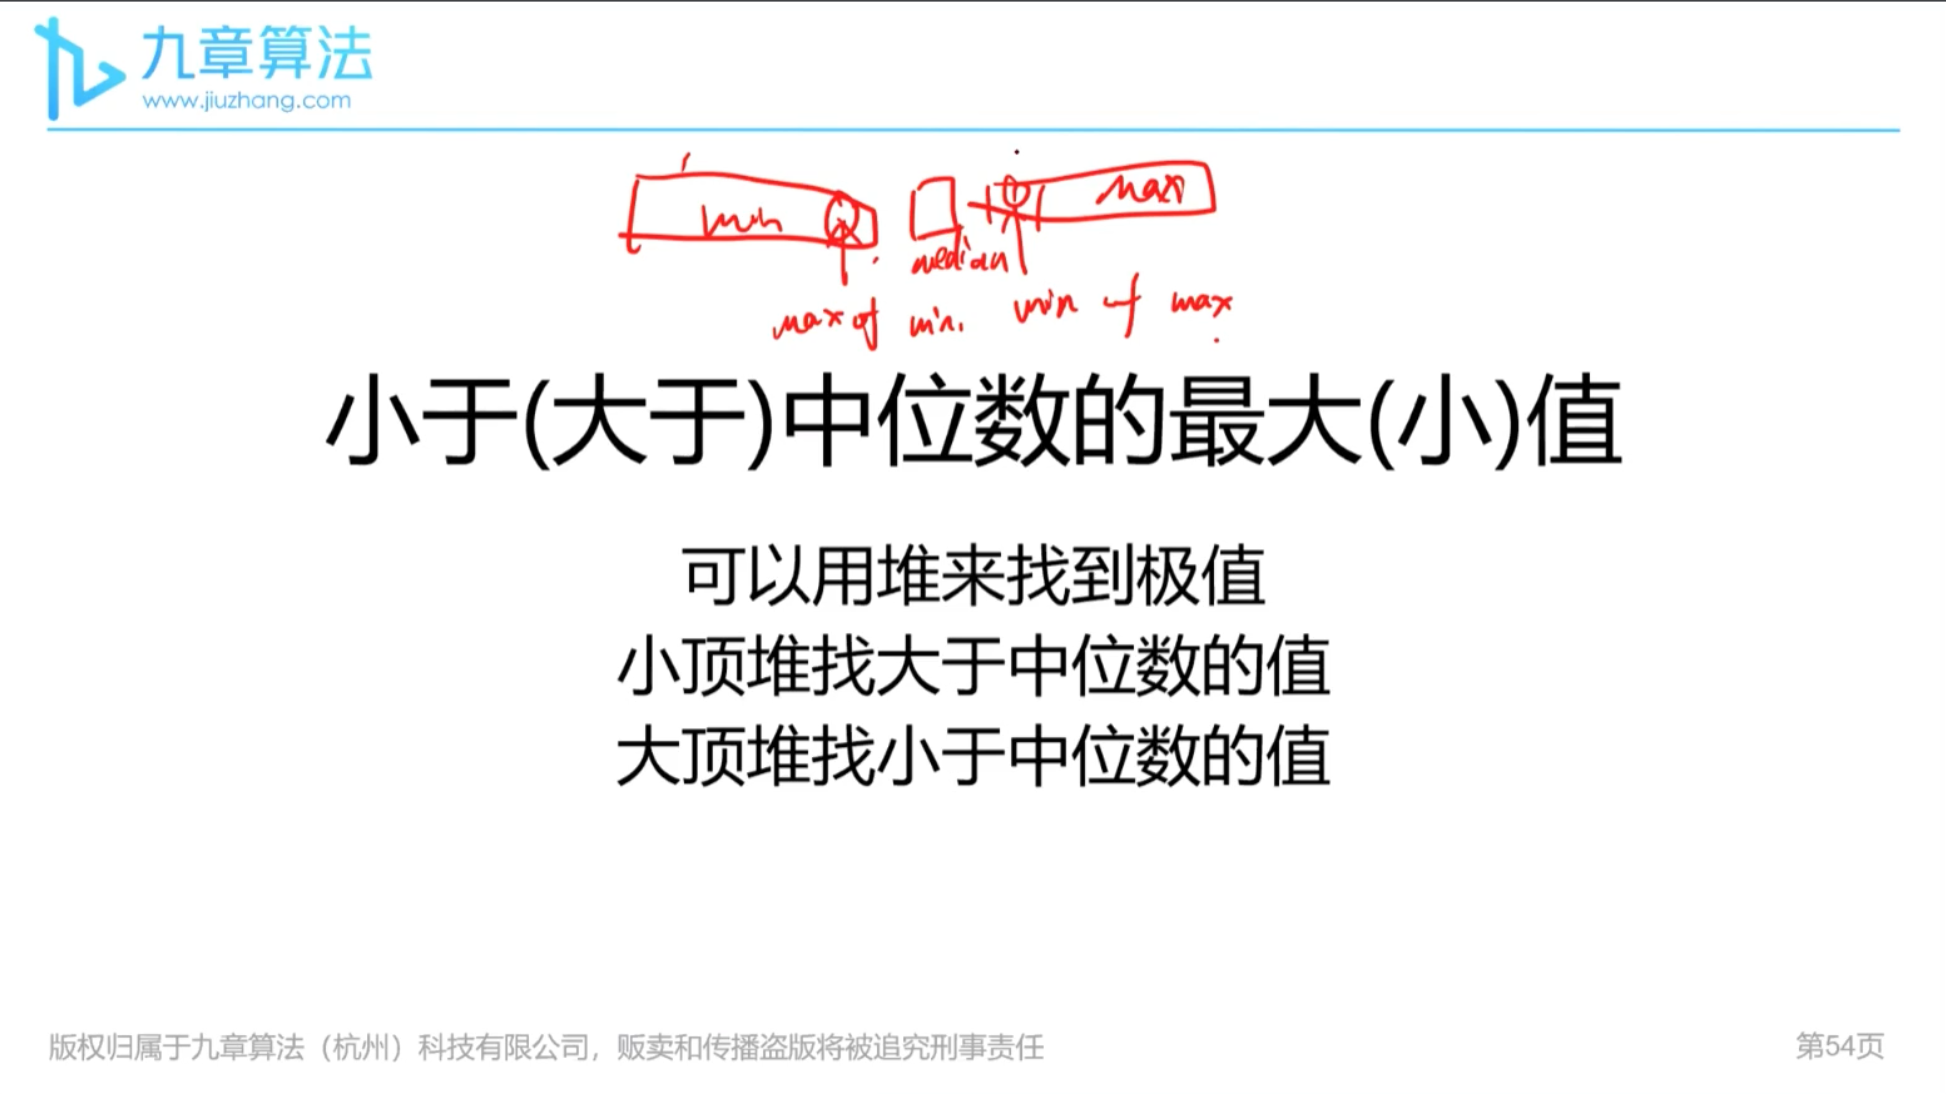 九章算法
www.jiuzhang.com
min
max
median
max of min.
min of max
小于(大于)中位数的最大(小)值
可以用堆来找到极值
小顶堆找大于中位数的值
大顶堆找小于中位数的值
版权归属于九章算法（杭州）科技有限公司，贩卖和传播盗版将被追究刑事责任
第54页